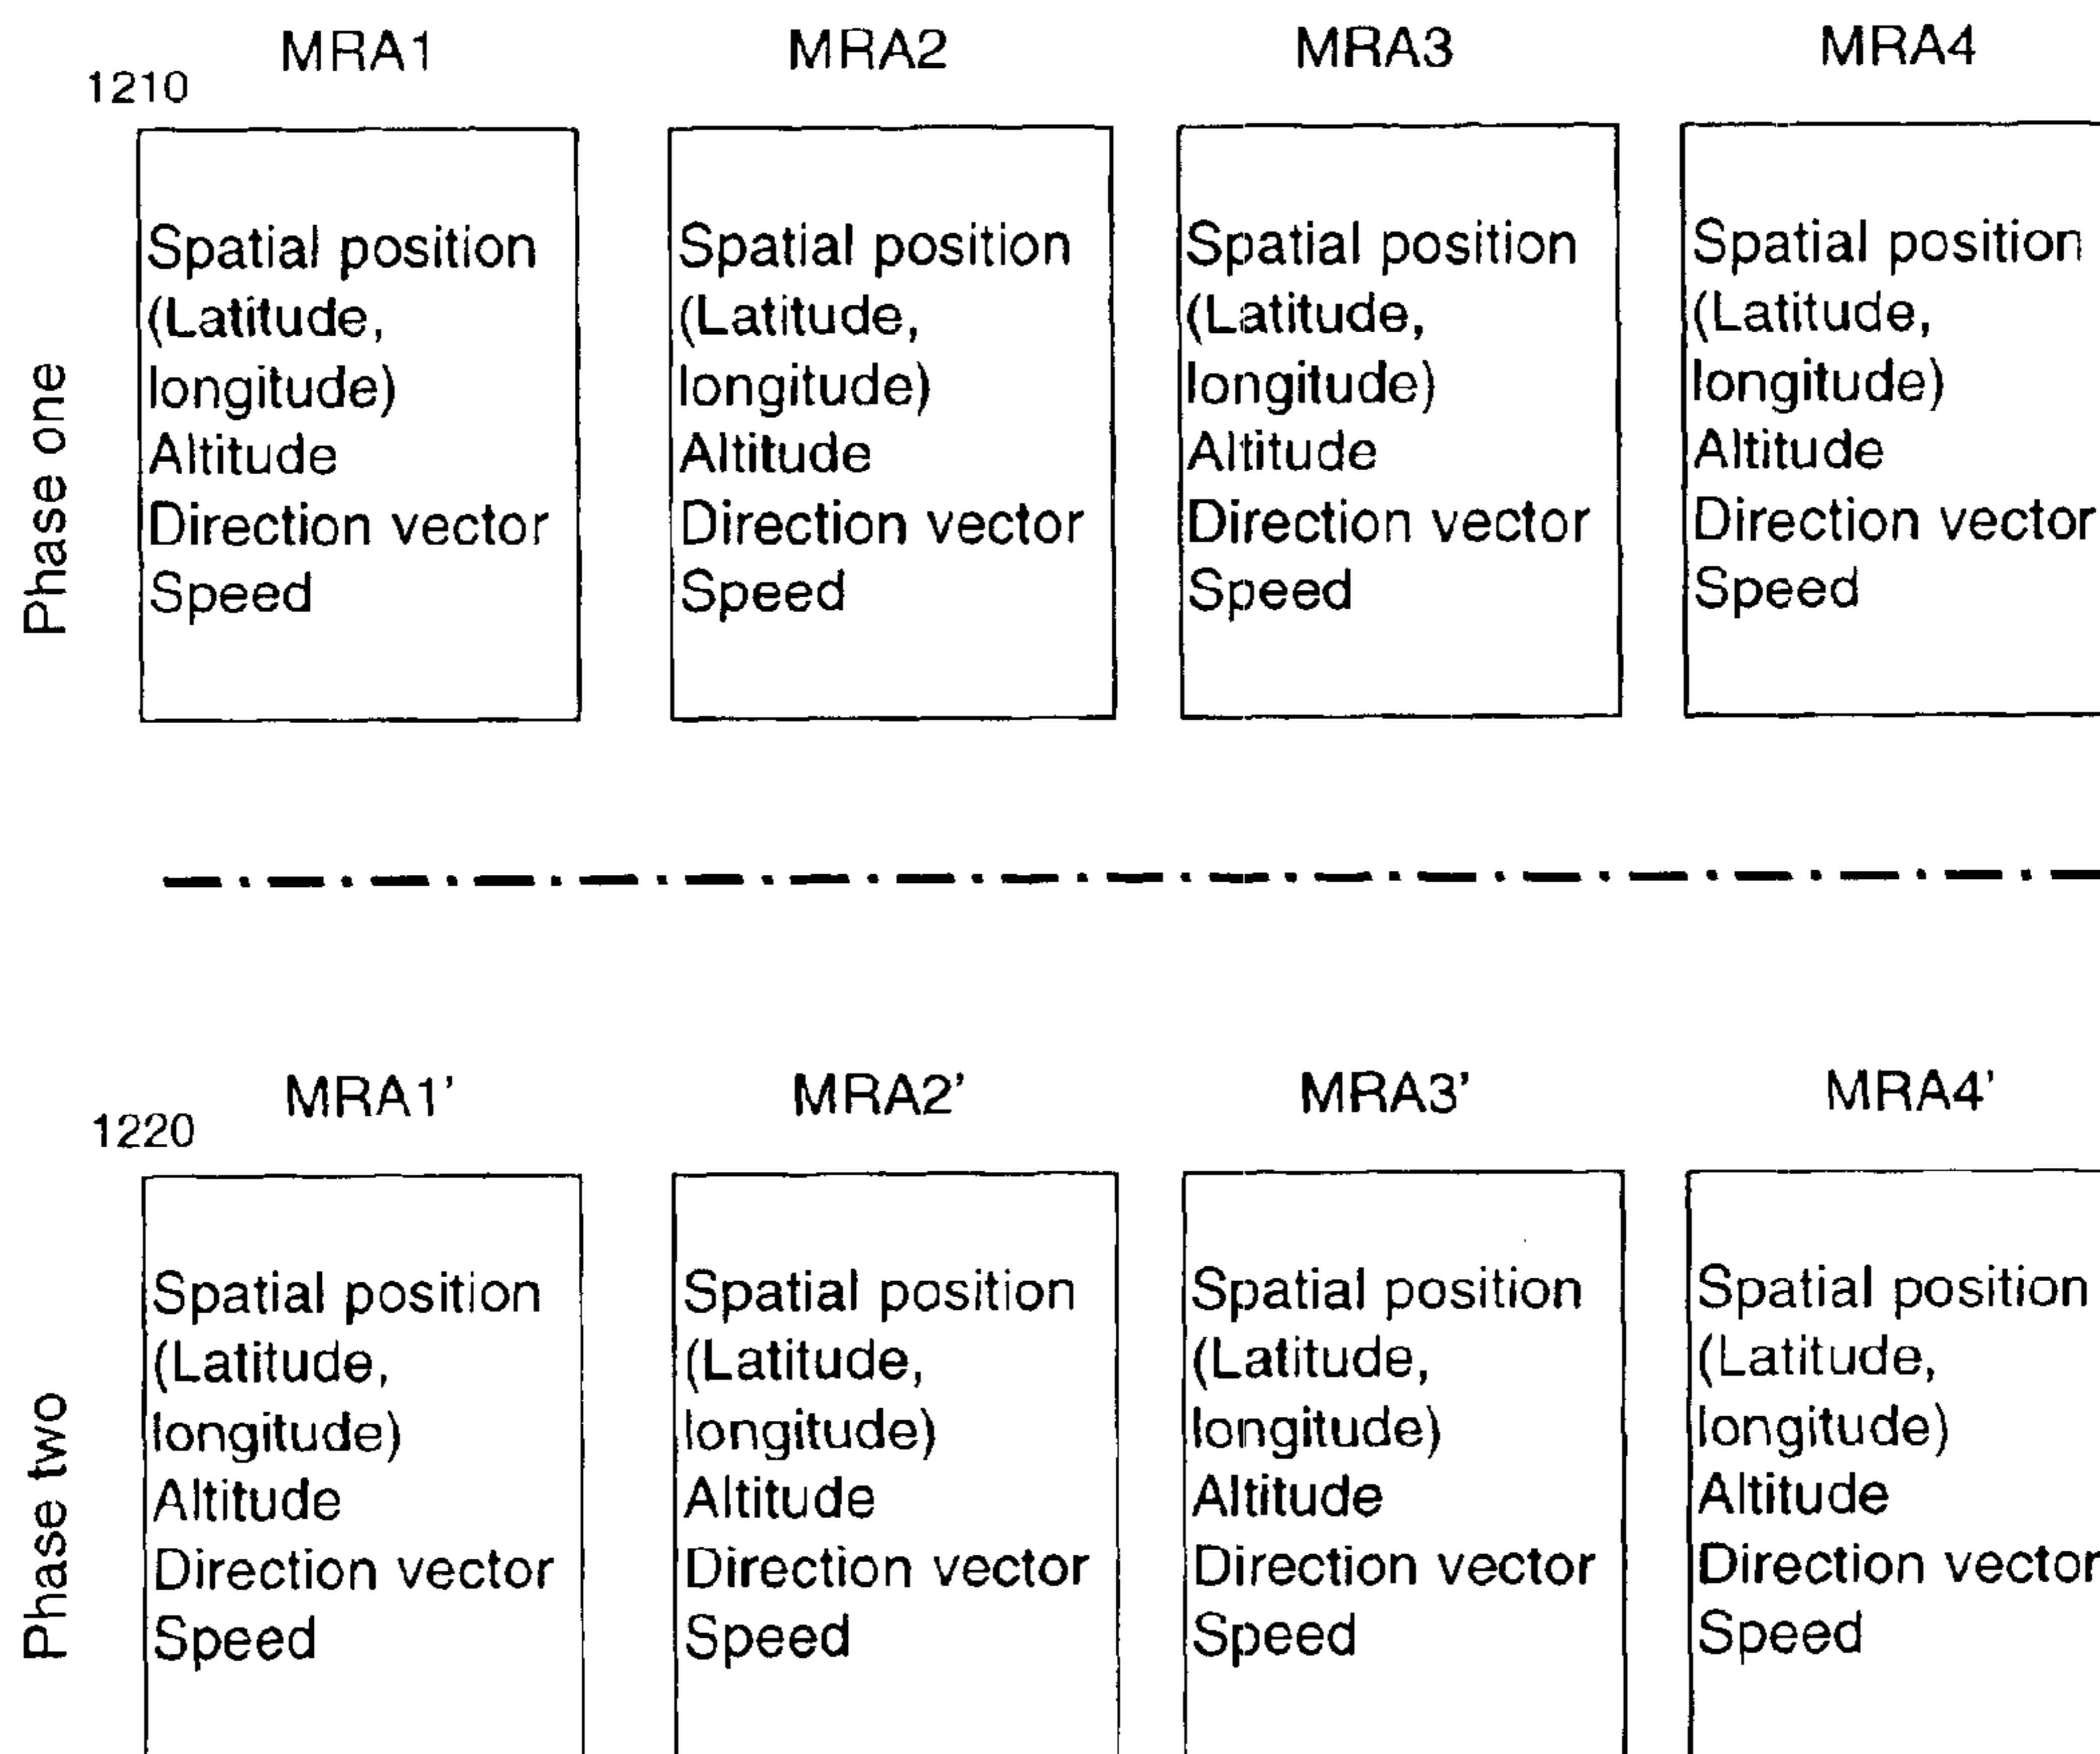 MRA1 MRA2 MRA3 MRA4
1210
Phase one
Spatial position
(Latitude,
longitude)
Altitude
Direction vector
Speed
Spatial position
(Latitude,
longitude)
Altitude
Direction vector
Speed
Spatial position
(Latitude,
longitude)
Altitude
Direction vector
Speed
Spatial position
(Latitude,
longitude)
Altitude
Direction vector
Speed
MRA1' MRA2' MRA3' MRA4'
1220
Phase two
Spatial position
(Latitude,
longitude)
Altitude
Direction vector
Speed
Spatial position
(Latitude,
longitude)
Altitude
Direction vector
Speed
Spatial position
(Latitude,
longitude)
Altitude
Direction vector
Speed
Spatial position
(Latitude,
longitude)
Altitude
Direction vector
Speed